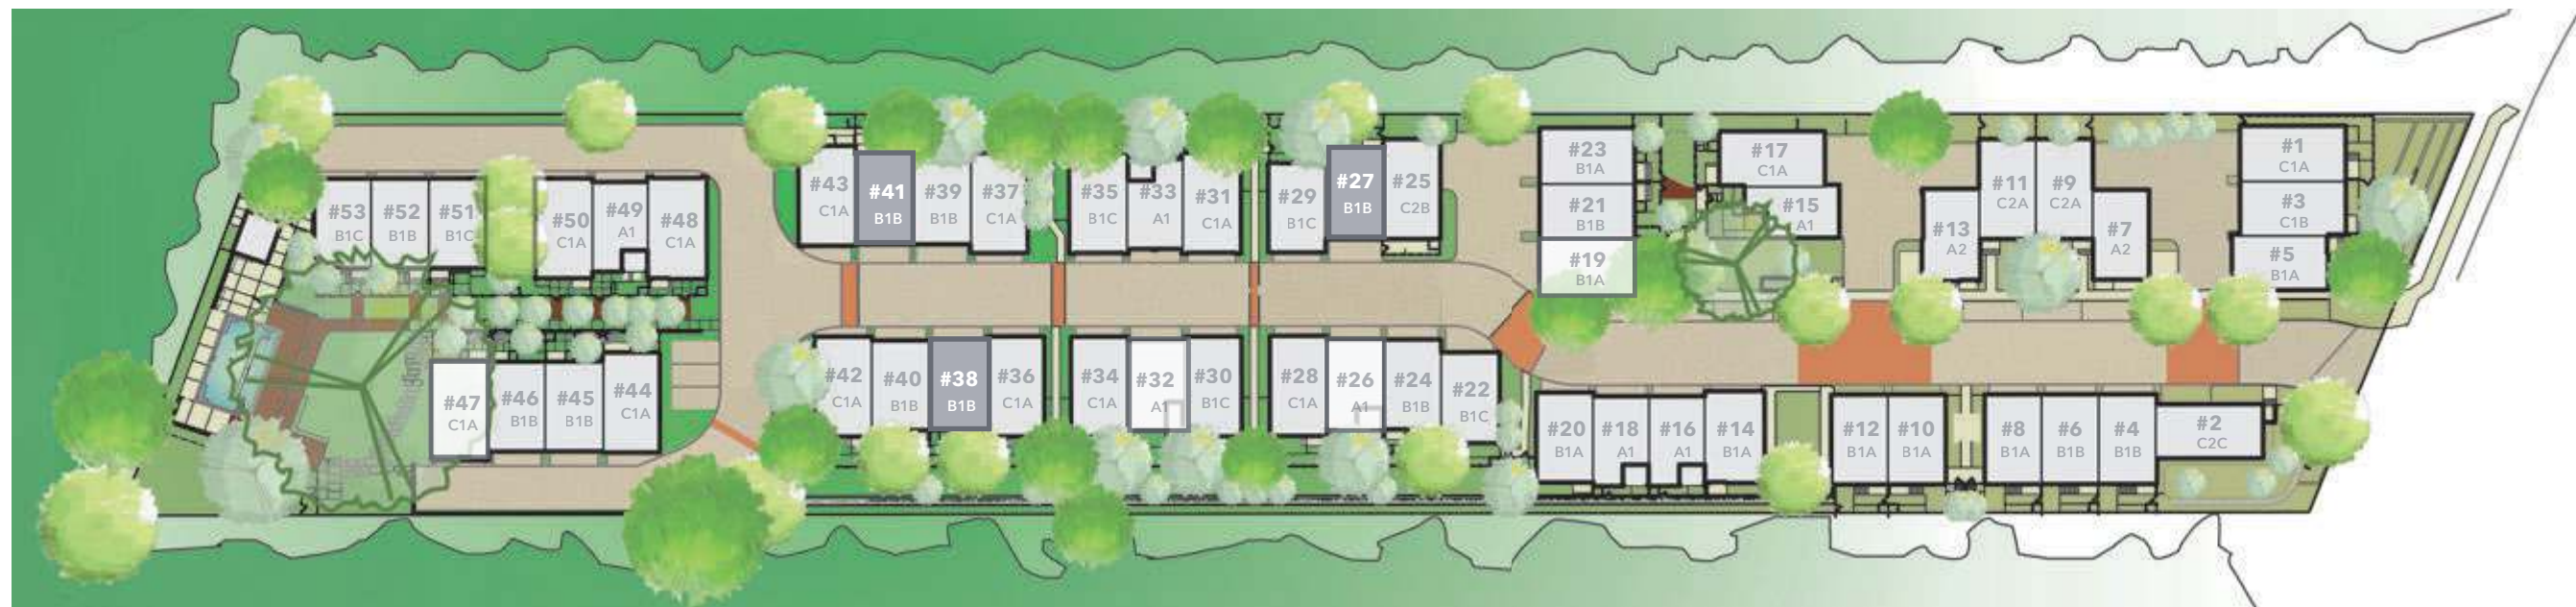 #53
B1C
#52
B1B
#51
B1C
#50
C1A
#49
A1
#48
C1A
#43
C1A
#41
B1B
#39
B1B
#37
C1A
#35
B1C
#33
A1
#31
C1A
#29
B1C
#27
B1B
#25
C2B
#23
B1A
#21
B1B
#19
B1A
#17
C1A
#15
A1
#13
A2
#11
C2A
#9
C2A
#7
A2
#1
C1A
#3
C1B
#5
B1A
#47
C1A
#46
B1B
#45
B1B
#44
C1A
#42
C1A
#40
B1B
#38
B1B
#36
C1A
#34
C1A
#32
A1
#30
B1C
#28
C1A
#26
A1
#24
B1B
#22
B1C
#20
B1A
#18
A1
#16
A1
#14
B1A
#12
B1A
#10
B1A
#8
B1A
#6
B1B
#4
B1B
#2
C2C